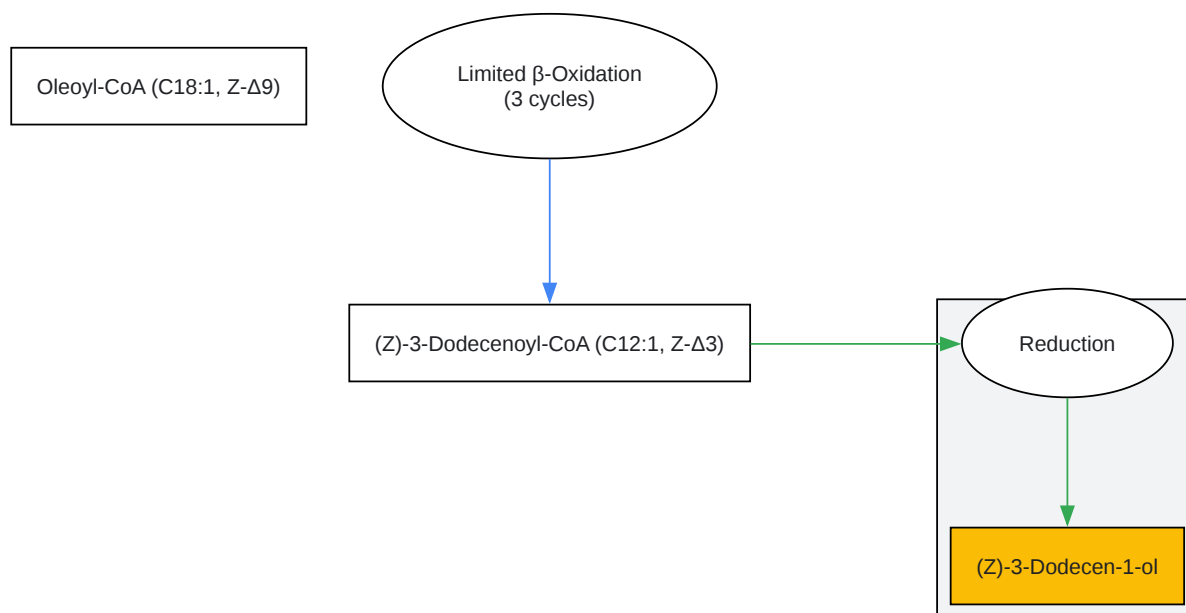 Oleoyl-CoA (C18:1, Z-Δ9)
Limited β-Oxidation
(3 cycles)
(Z)-3-Dodecenoyl-CoA (C12:1, Z-Δ3)
Reduction
(Z)-3-Dodecen-1-ol